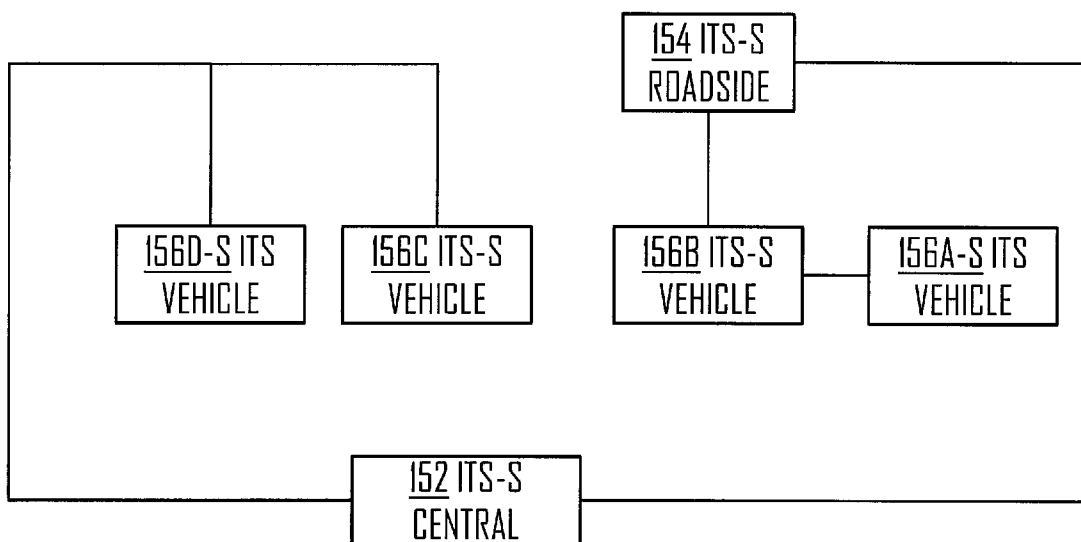 154 ITS-S
ROADSIDE
156D-S ITS
VEHICLE
156C ITS-S
VEHICLE
156B ITS-S
VEHICLE
156A-S ITS
VEHICLE
152 ITS-S
CENTRAL